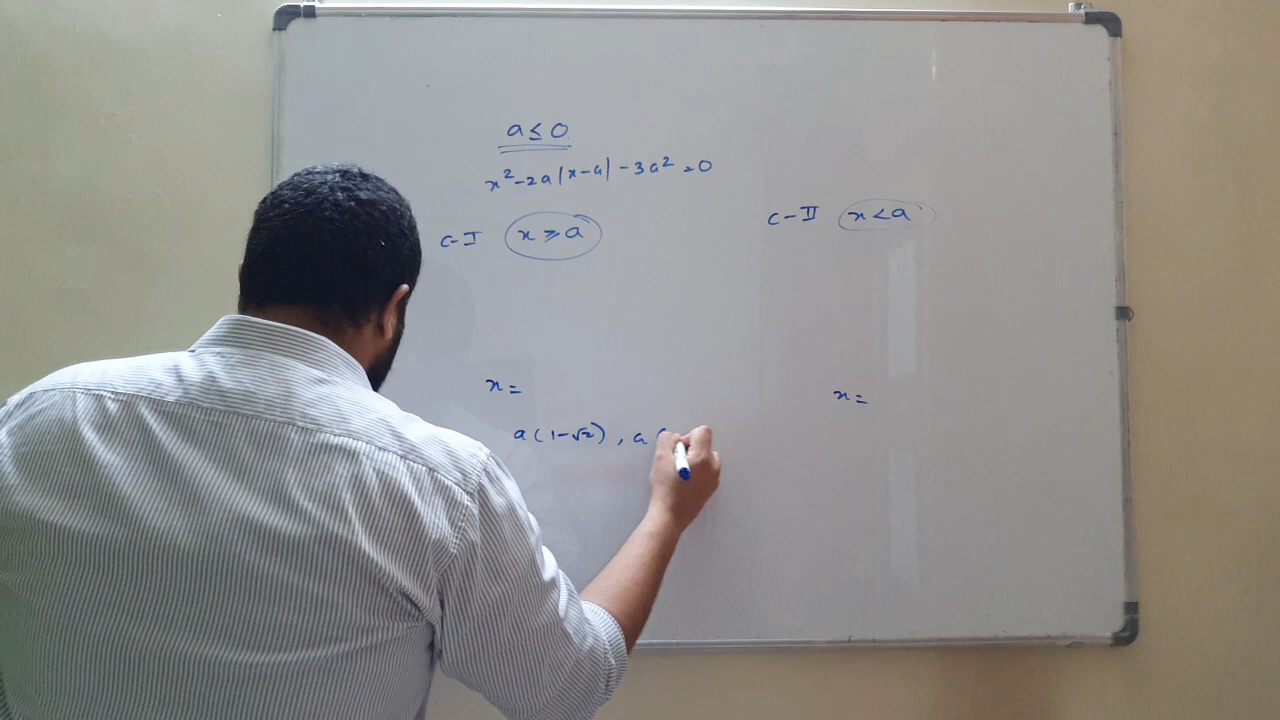 a ≤ 0
x² - 2a|x-a| - 3a² = 0
C-I x ≥ a
C-II x < a
x =
a(1-√2), a (
x =